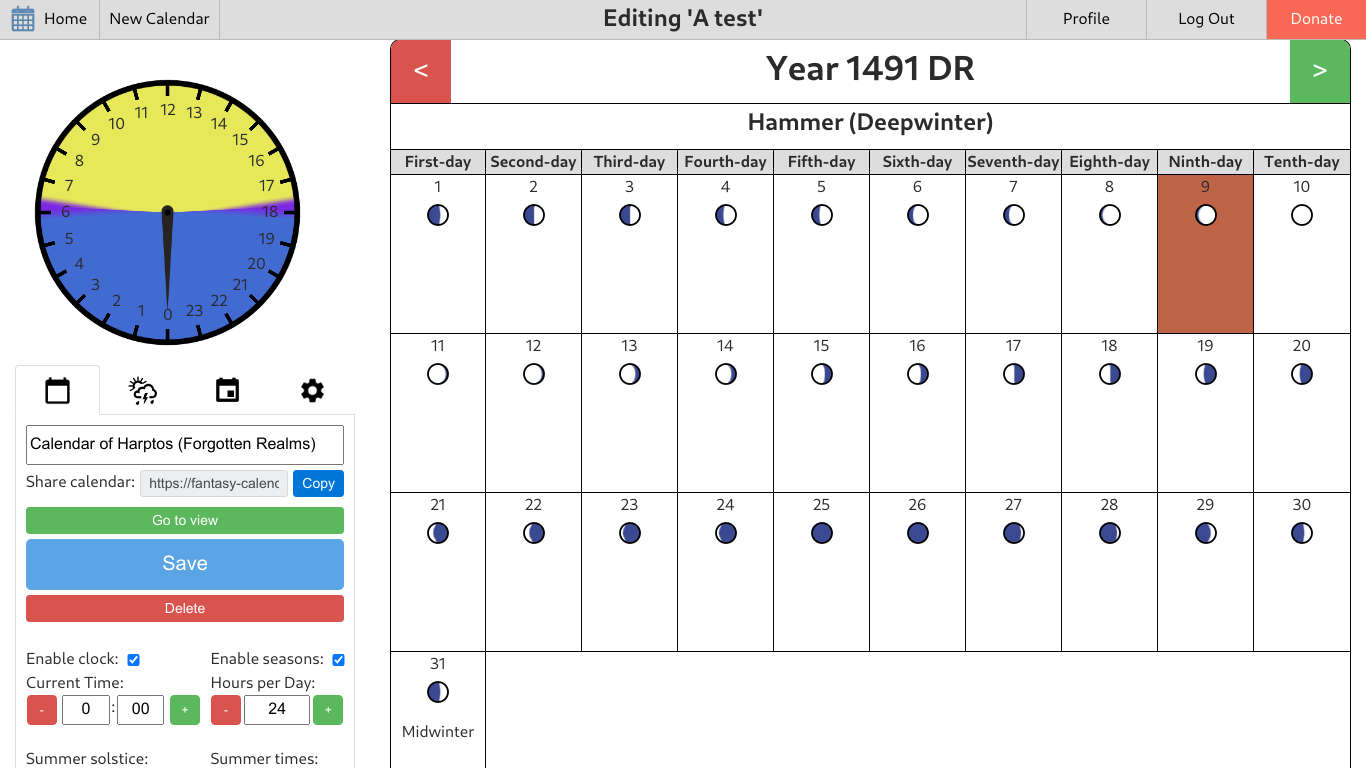 Home
New Calendar
Editing 'A test'
Profile
Log Out
Donate
<
Year 1491 DR
>
Hammer (Deepwinter)
First-day Second-day Third-day Fourth-day Fifth-day Sixth-day Seventh-day Eighth-day Ninth-day Tenth-day
1 2 3 4 5 6 7 8 9 10
11 12 13 14 15 16 17 18 19 20
21 22 23 24 25 26 27 28 29 30
31
Midwinter
12
11 13
10 14
9 15
8 16
7 17
6 18
5 19
4 20
3 21
2 22
1 23
0
Calendar of Harptos (Forgotten Realms)
Share calendar: https://fantasy-calenc Copy
Go to view
Save
Delete
Enable clock: Enable seasons:
Current Time: Hours per Day:
- 0 : 00 + - 24 +
Summer solstice: Summer times: